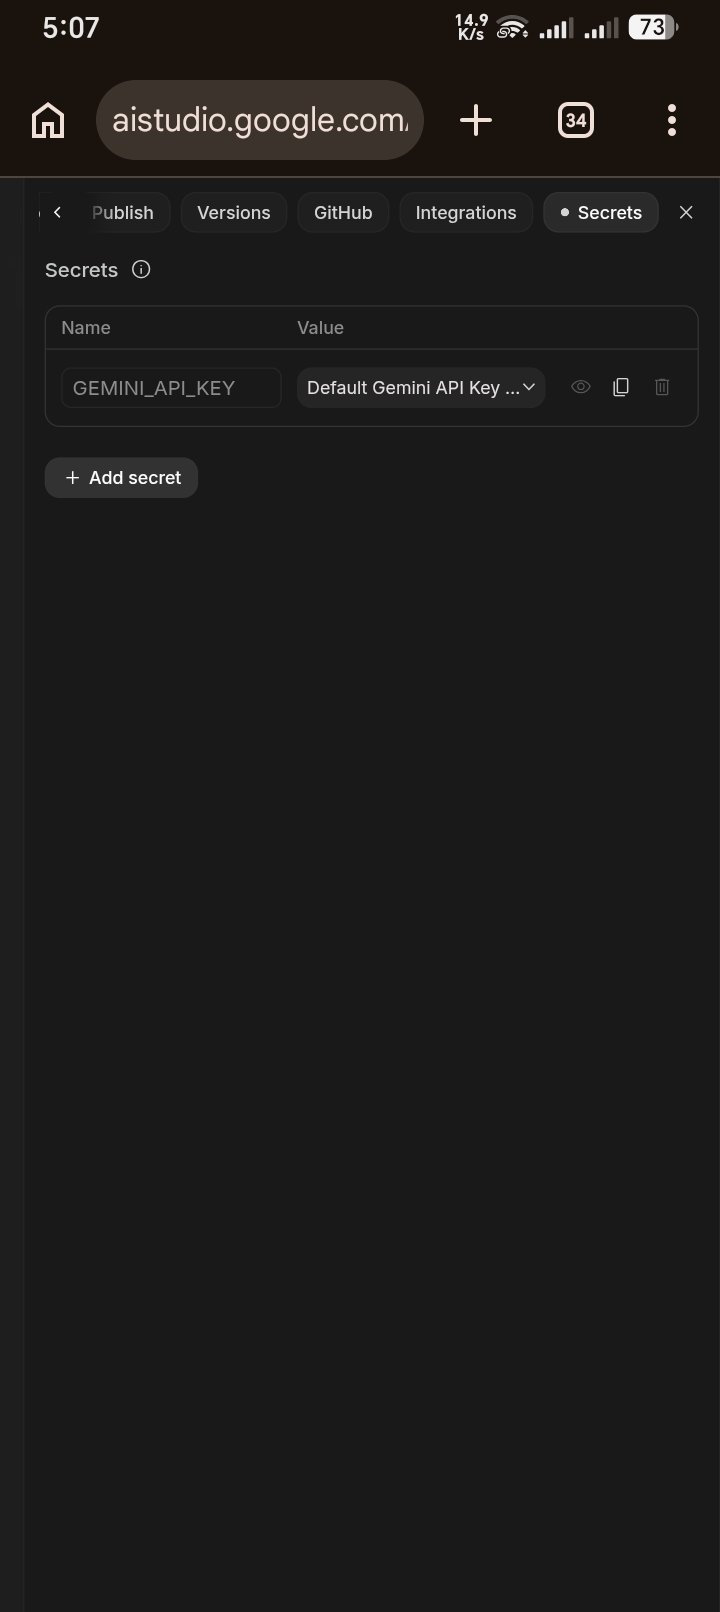 5:07
14.9
K/s
73
aistudio.google.com/
34
Publish
Versions
GitHub
Integrations
Secrets
Secrets
Name
Value
GEMINI_API_KEY
Default Gemini API Key ...
Add secret